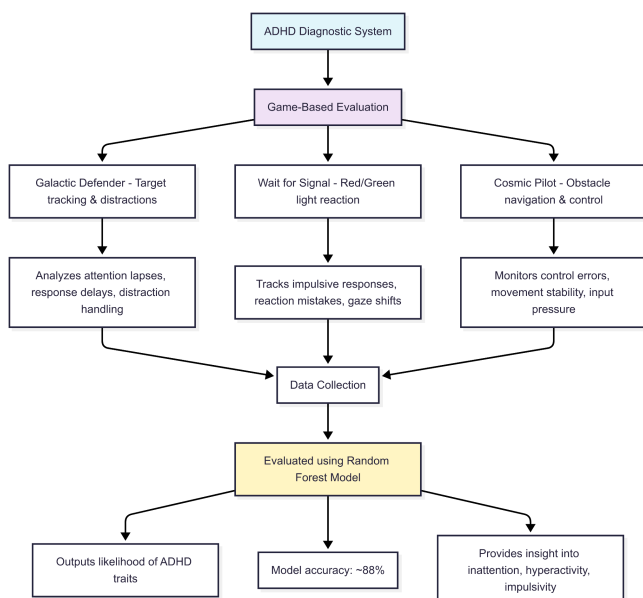 ADHD Diagnostic System
Game-Based Evaluation
Galactic Defender - Target
tracking & distractions
Wait for Signal - Red/Green
light reaction
Cosmic Pilot - Obstacle
navigation & control
Analyzes attention lapses,
response delays, distraction
handling
Tracks impulsive responses,
reaction mistakes, gaze shifts
Monitors control errors,
movement stability, input
pressure
Data Collection
Evaluated using Random
Forest Model
Outputs likelihood of ADHD
traits
Model accuracy: ~88%
Provides insight into
inattention, hyperactivity,
impulsivity